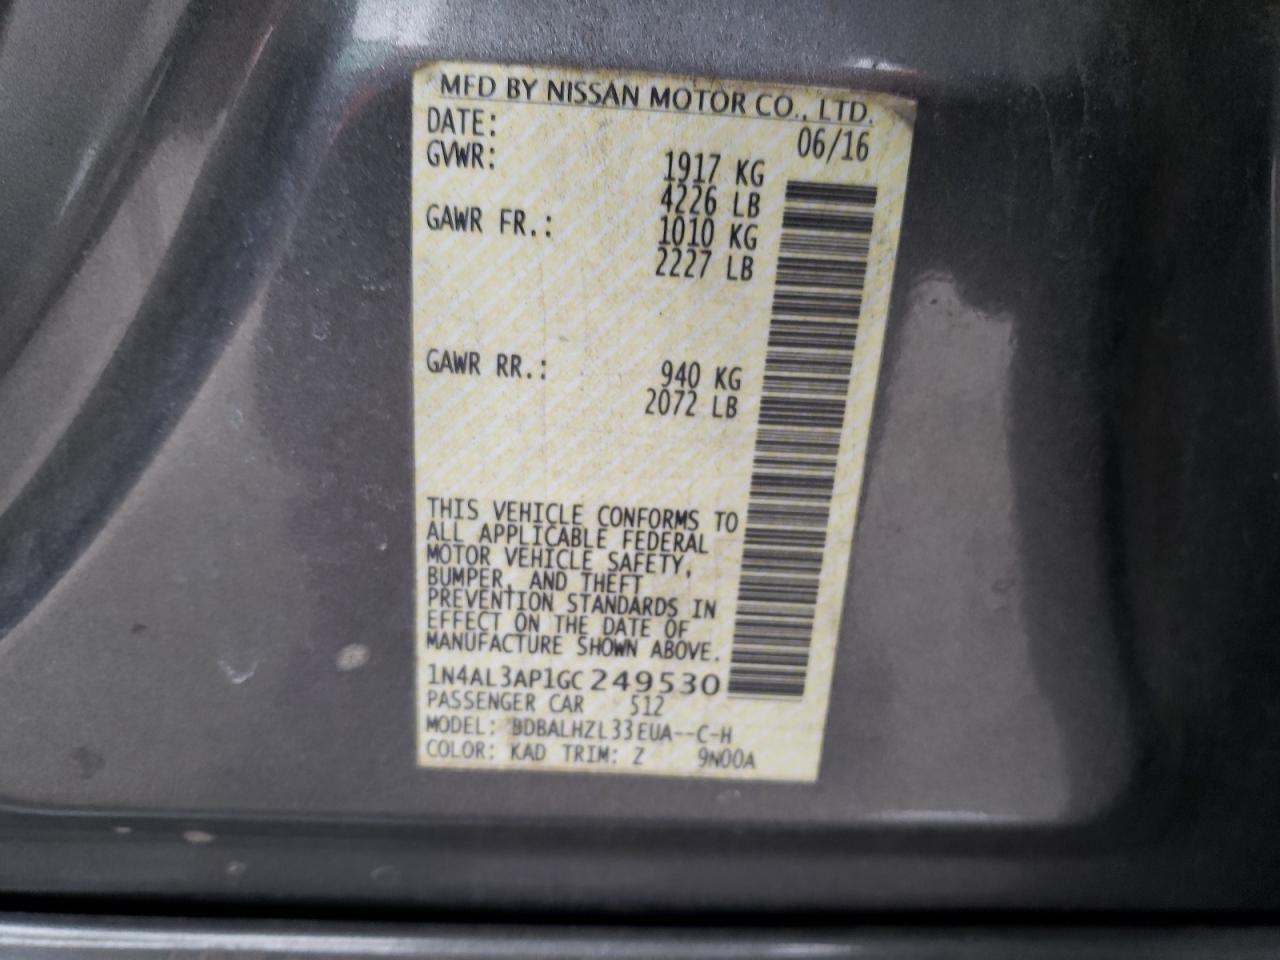 MFD BY NISSAN MOTOR CO., LTD.
DATE: 06/16
GVWR: 1917 KG
4226 LB
GAWR FR.: 1010 KG
2227 LB
GAWR RR.: 940 KG
2072 LB
THIS VEHICLE CONFORMS TO
ALL APPLICABLE FEDERAL
MOTOR VEHICLE SAFETY,
BUMPER, AND THEFT
PREVENTION STANDARDS IN
EFFECT ON THE DATE OF
MANUFACTURE SHOWN ABOVE.
1N4AL3AP1GC249530
PASSENGER CAR 512
MODEL: BDBALHZL33EUA--C-H
COLOR: KAD TRIM: Z 9N00A